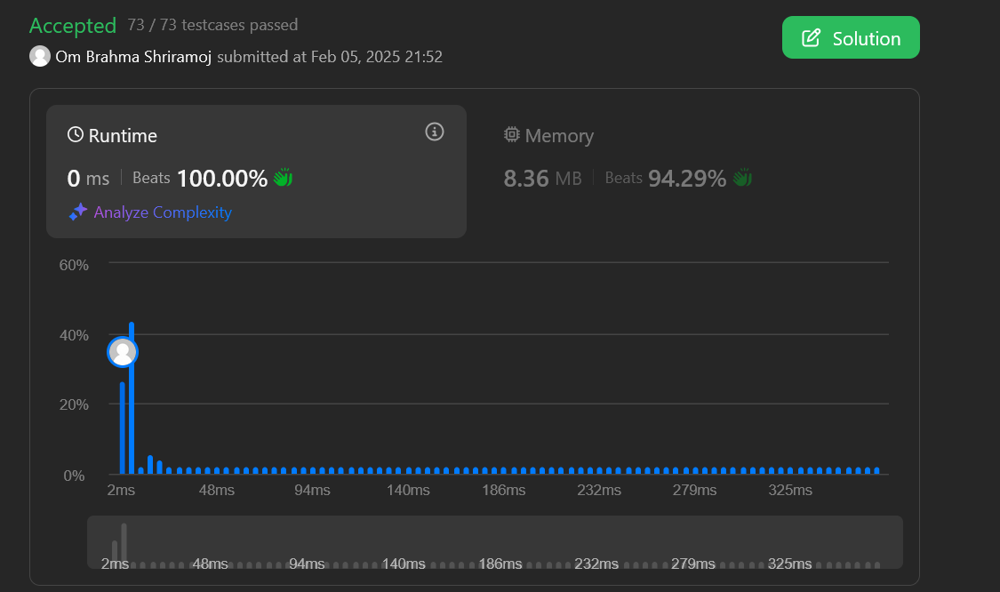 Accepted 73 / 73 testcases passed
Solution
Om Brahma Shriramoj submitted at Feb 05, 2025 21:52
Runtime
0 ms Beats 100.00%
Analyze Complexity
Memory
8.36 MB Beats 94.29%
60%
40%
20%
0%
2ms 48ms 94ms 140ms 186ms 232ms 279ms 325ms
2ms 48ms 94ms 140ms 186ms 232ms 279ms 325ms